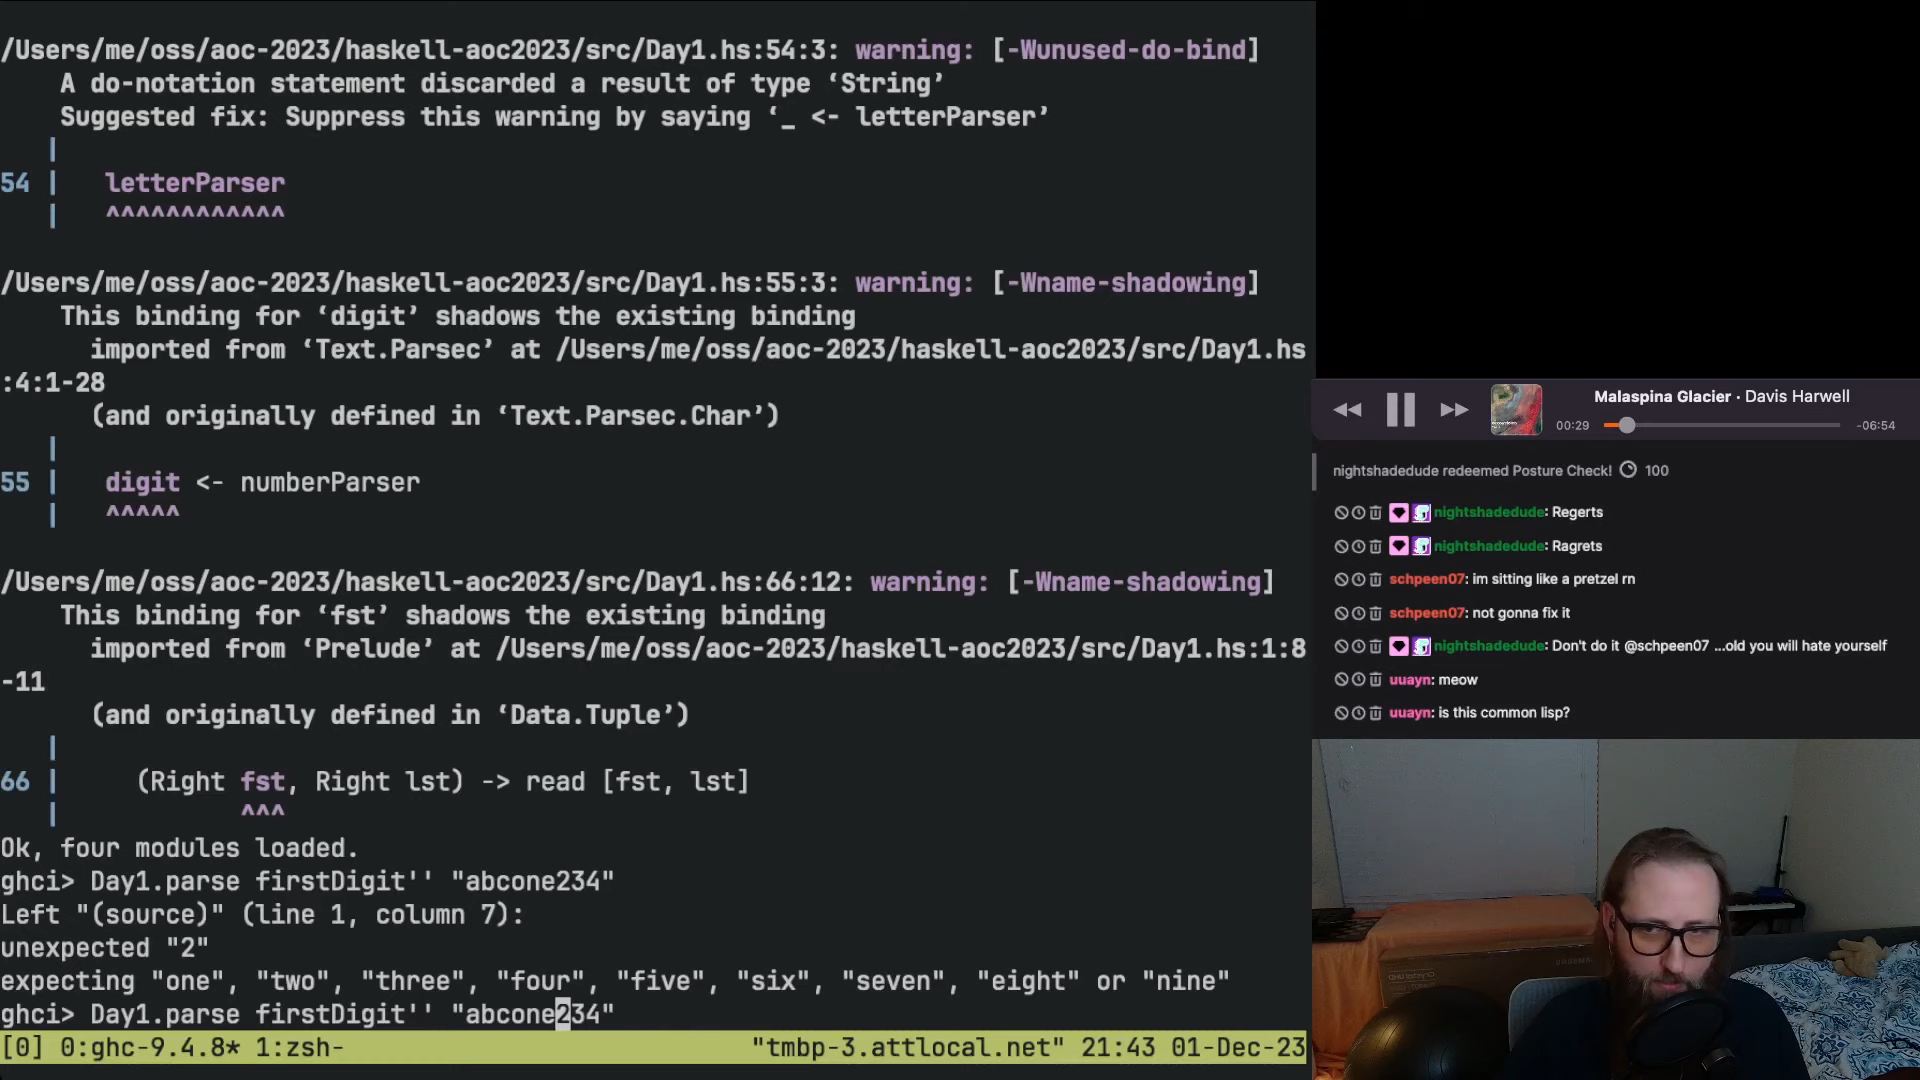 /Users/me/oss/aoc-2023/haskell-aoc2023/src/Day1.hs:54:3: warning: [-Wunused-do-bind]
A do-notation statement discarded a result of type ‘String’
Suggested fix: Suppress this warning by saying ‘_ <- letterParser’
|
54 | letterParser
| ^^^^^^^^^^^^
/Users/me/oss/aoc-2023/haskell-aoc2023/src/Day1.hs:55:3: warning: [-Wname-shadowing]
This binding for ‘digit’ shadows the existing binding
imported from ‘Text.Parsec’ at /Users/me/oss/aoc-2023/haskell-aoc2023/src/Day1.hs
:4:1-28
(and originally defined in ‘Text.Parsec.Char’)
|
55 | digit <- numberParser
| ^^^^^
/Users/me/oss/aoc-2023/haskell-aoc2023/src/Day1.hs:66:12: warning: [-Wname-shadowing]
This binding for ‘fst’ shadows the existing binding
imported from ‘Prelude’ at /Users/me/oss/aoc-2023/haskell-aoc2023/src/Day1.hs:1:8
-11
(and originally defined in ‘Data.Tuple’)
|
66 | (Right fst, Right lst) -> read [fst, lst]
| ^^^
Ok, four modules loaded.
ghci> Day1.parse firstDigit'' "abcone234"
Left "(source)" (line 1, column 7):
unexpected "2"
expecting "one", "two", "three", "four", "five", "six", "seven", "eight" or "nine"
ghci> Day1.parse firstDigit'' "abcone234"
[0] 0:ghc-9.4.8* 1:zsh- "tmbp-3.attlocal.net" 21:43 01-Dec-23
Malaspina Glacier · Davis Harwell
00:29 -06:54
nightshadedude redeemed Posture Check! 100
nightshadedude: Regerts
nightshadedude: Ragrets
schpeen07: im sitting like a pretzel rn
schpeen07: not gonna fix it
nightshadedude: Don't do it @schpeen07 ...old you will hate yourself
uuayn: meow
uuayn: is this common lisp?